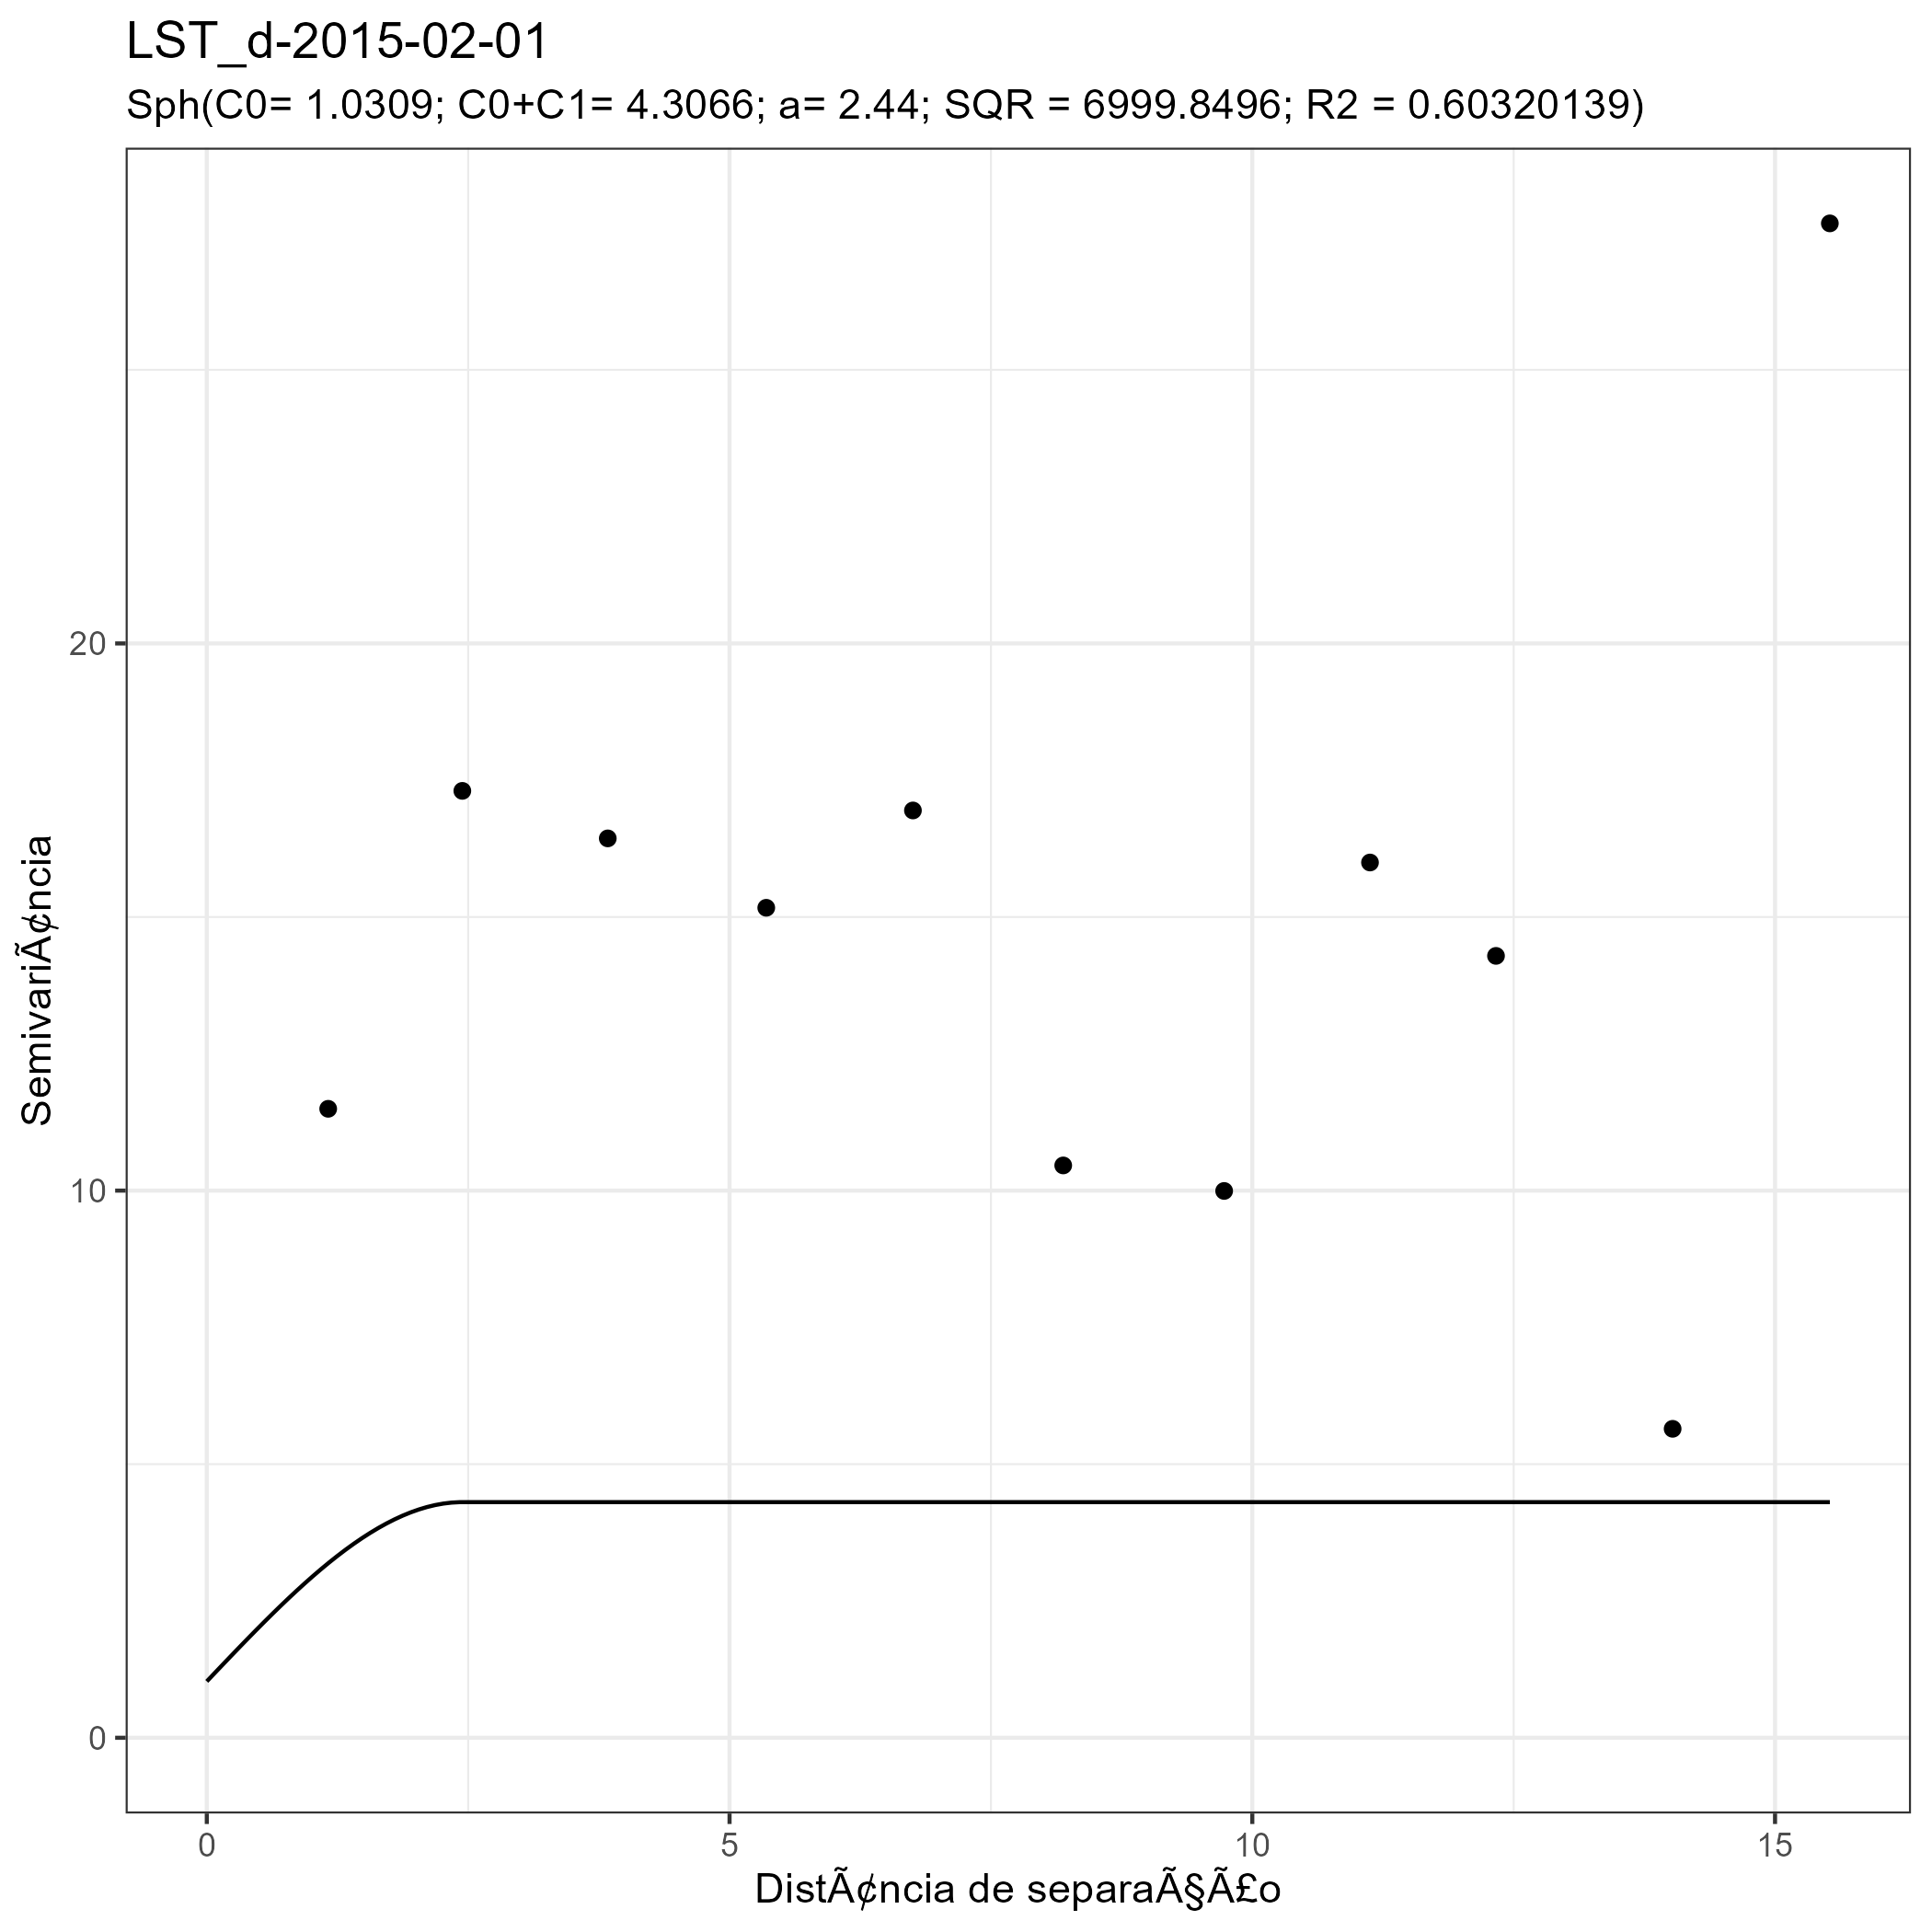 LST_d-2015-02-01
Sph(C0= 1.0309; C0+C1= 4.3066; a= 2.44; SQR = 6999.8496; R2 = 0.60320139)
SemivariÃ¢ncia
20
10
0
0 5 10 15
DistÃ¢ncia de separaÃ§Ã£o